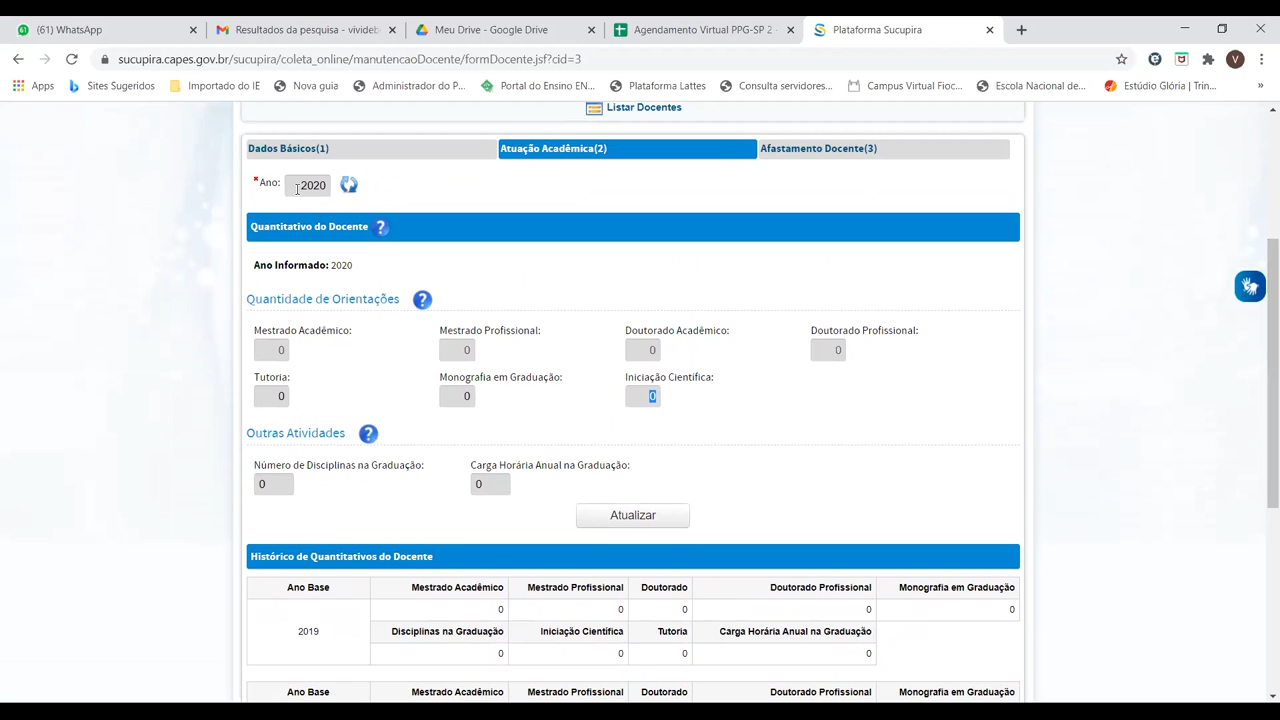 (61) WhatsApp
Resultados da pesquisa - vivideb
Meu Drive - Google Drive
Agendamento Virtual PPG-SP 2
Plataforma Sucupira
sucupira.capes.gov.br/sucupira/coleta_online/manutencaoDocente/formDocente.jsf?cid=3
V
Apps
Sites Sugeridos
Importado do IE
Nova guia
Administrador do P...
Portal do Ensino EN...
Plataforma Lattes
Consulta servidores...
Campus Virtual Fioc...
Escola Nacional de...
Estúdio Glória | Trin...
»
Listar Docentes
Dados Básicos(1)
Atuação Acadêmica(2)
Afastamento Docente(3)
* Ano: 2020
Quantitativo do Docente ?
Ano Informado: 2020
Quantidade de Orientações ?
Mestrado Acadêmico: Mestrado Profissional: Doutorado Acadêmico: Doutorado Profissional:
0 0 0 0
Tutoria: Monografia em Graduação: Iniciação Científica:
0 0 0
Outras Atividades ?
Número de Disciplinas na Graduação: Carga Horária Anual na Graduação:
0 0
Atualizar
Histórico de Quantitativos do Docente
Ano Base Mestrado Acadêmico Mestrado Profissional Doutorado Doutorado Profissional Monografia em Graduação
0 0 0 0 0
2019 Disciplinas na Graduação Iniciação Científica Tutoria Carga Horária Anual na Graduação
0 0 0 0
Ano Base Mestrado Acadêmico Mestrado Profissional Doutorado Doutorado Profissional Monografia em Graduação